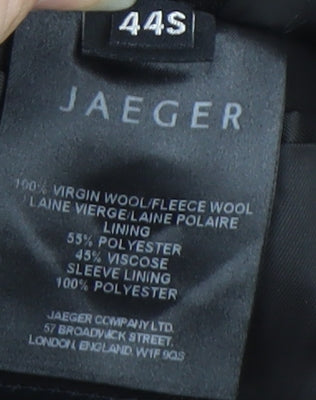 44S
JAEGER
100% VIRGIN WOOL/FLEECE WOOL
LAINE VIERGE/LAINE POLAIRE
LINING
55% POLYESTER
45% VISCOSE
SLEEVE LINING
100% POLYESTER
JAEGER COMPANY LTD.
57 BROADWICK STREET,
LONDON, ENGLAND. W1F 9QS